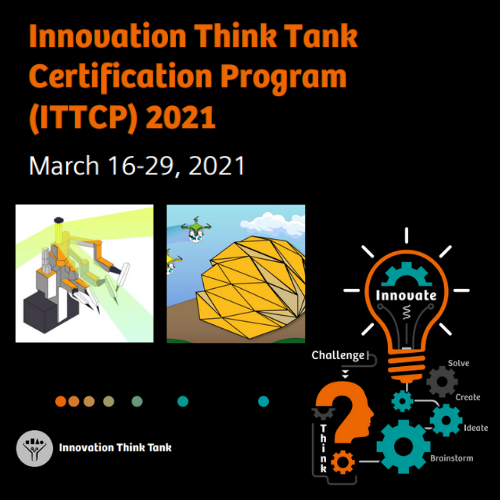 Innovation Think Tank
Certification Program
(ITTCP) 2021
March 16-29, 2021
Innovate
Challenge
Solve
Create
Ideate
Brainstorm
Think
Innovation Think Tank